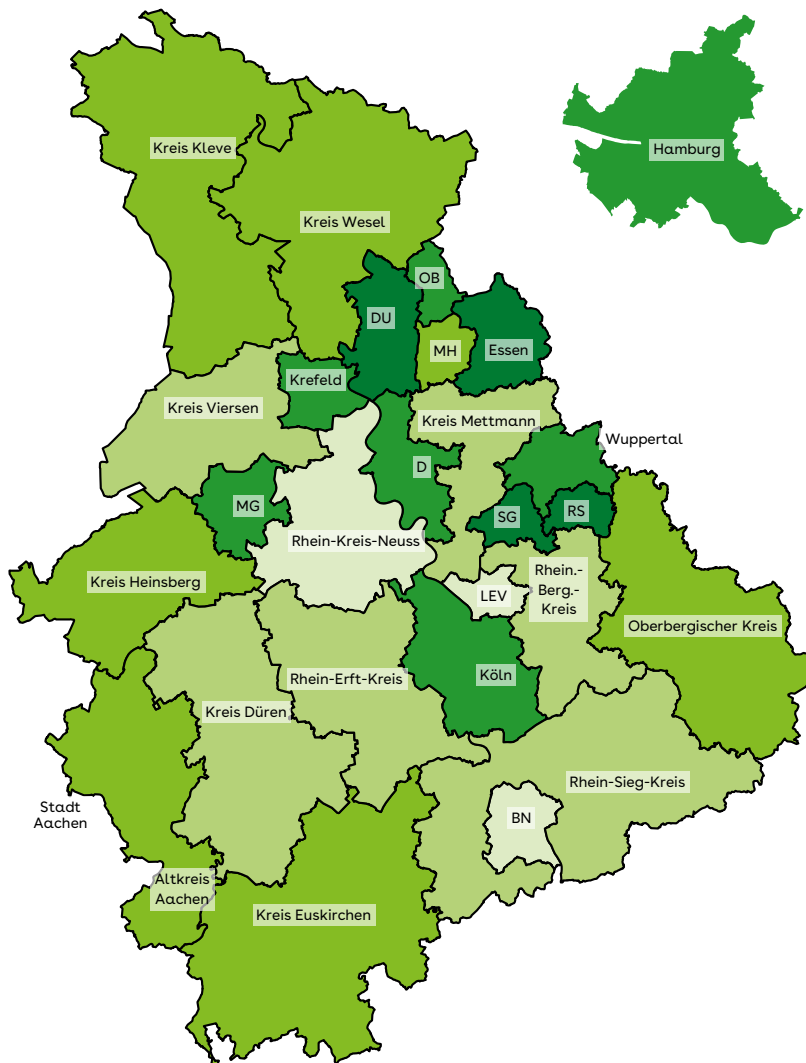 Kreis Kleve
Hamburg
Kreis Wesel
OB
DU
MH
Essen
Krefeld
Kreis Viersen
Kreis Mettmann
Wuppertal
D
MG
SG
RS
Rhein-Kreis-Neuss
Kreis Heinsberg
Rhein.-
Berg.-
Kreis
LEV
Oberbergischer Kreis
Rhein-Erft-Kreis
Köln
Kreis Düren
Rhein-Sieg-Kreis
Stadt
Aachen
BN
Altkreis
Aachen
Kreis Euskirchen